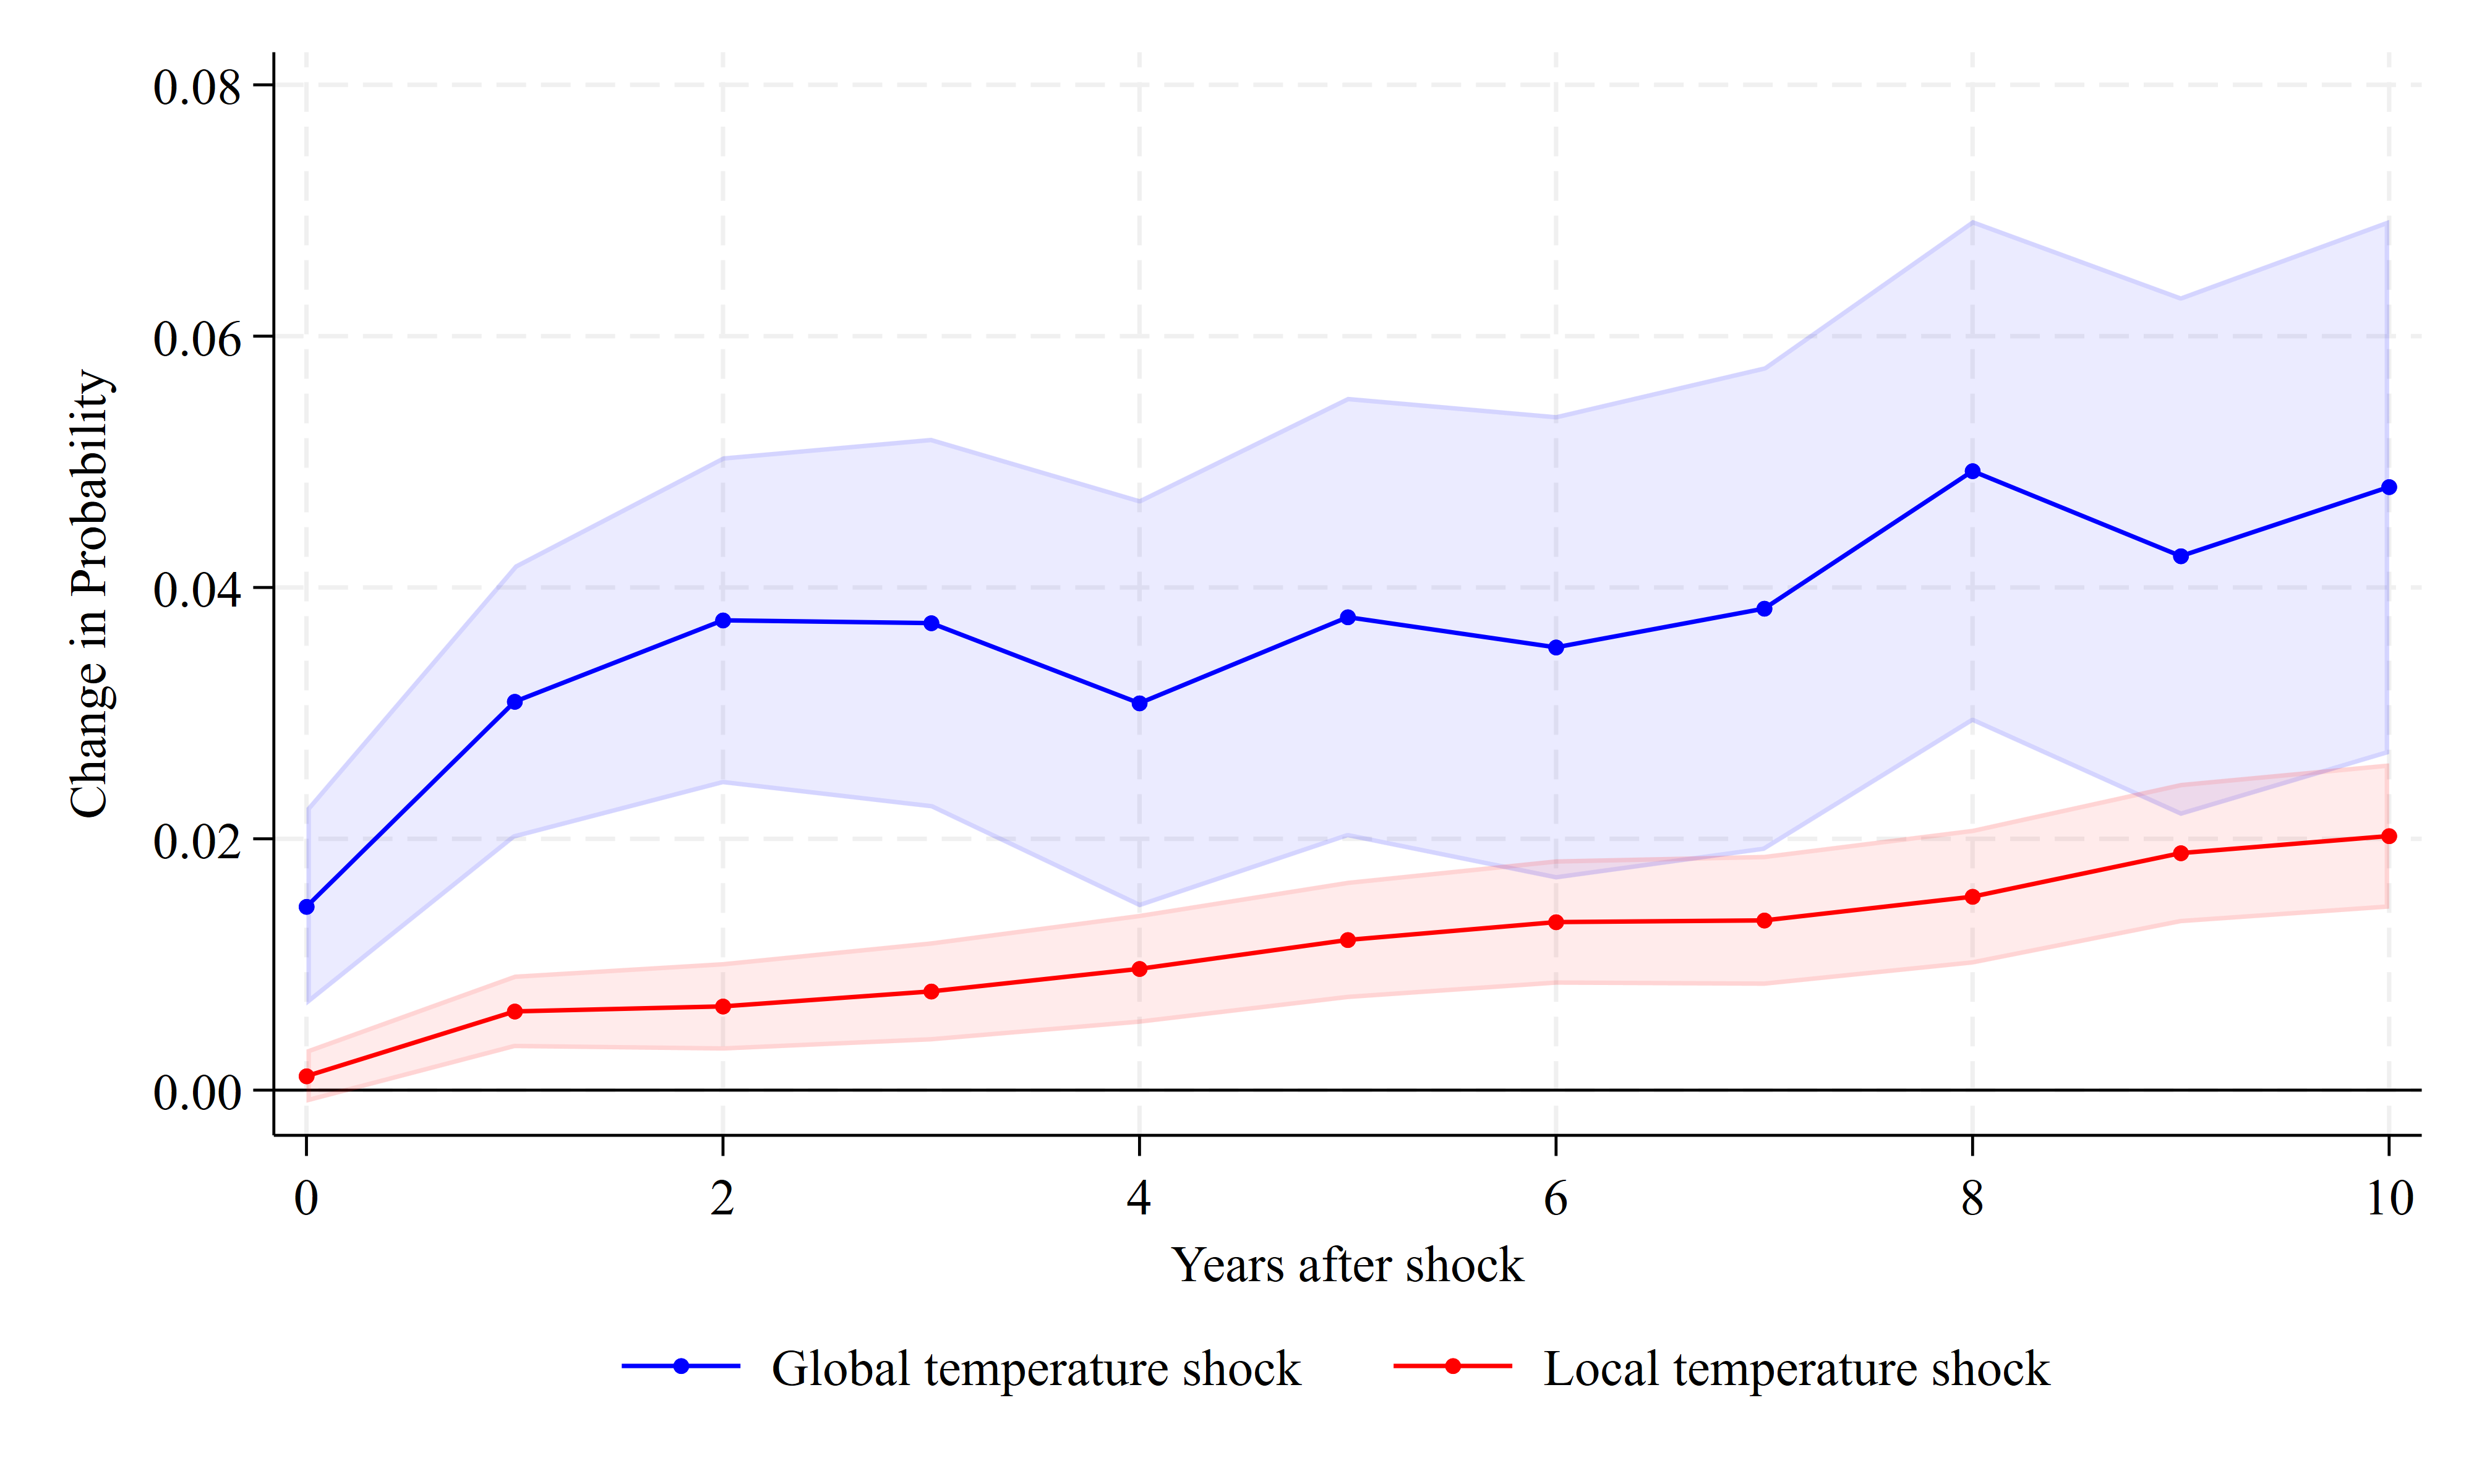 Change in Probability
0.08
0.06
0.04
0.02
0.00
0 2 4 6 8 10
Years after shock
Global temperature shock Local temperature shock